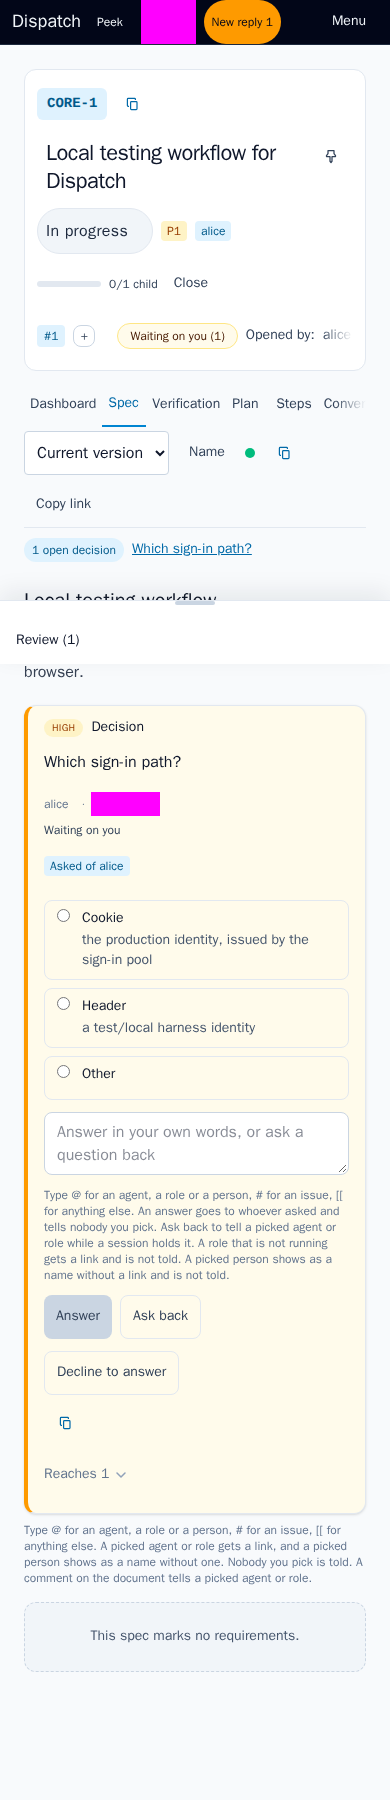 Dispatch Peek New reply 1 Menu
CORE-1
Local testing workflow for
Dispatch
In progress P1 alice
0/1 child Close
#1 + Waiting on you (1) Opened by: alice
Dashboard Spec Verification Plan Steps Conver
Current version Name
Copy link
1 open decision Which sign-in path?
Local testing workflow
Review (1)
browser.
HIGH Decision
Which sign-in path?
alice ·
Waiting on you
Asked of alice
Cookie
the production identity, issued by the
sign-in pool
Header
a test/local harness identity
Other
Answer in your own words, or ask a
question back
Type @ for an agent, a role or a person, # for an issue, [[
for anything else. An answer goes to whoever asked and
tells nobody you pick. Ask back to tell a picked agent or
role while a session holds it. A role that is not running
gets a link and is not told. A picked person shows as a
name without a link and is not told.
Answer Ask back
Decline to answer
Reaches 1
Type @ for an agent, a role or a person, # for an issue, [[ for
anything else. A picked agent or role gets a link, and a picked
person shows as a name without one. Nobody you pick is told. A
comment on the document tells a picked agent or role.
This spec marks no requirements.